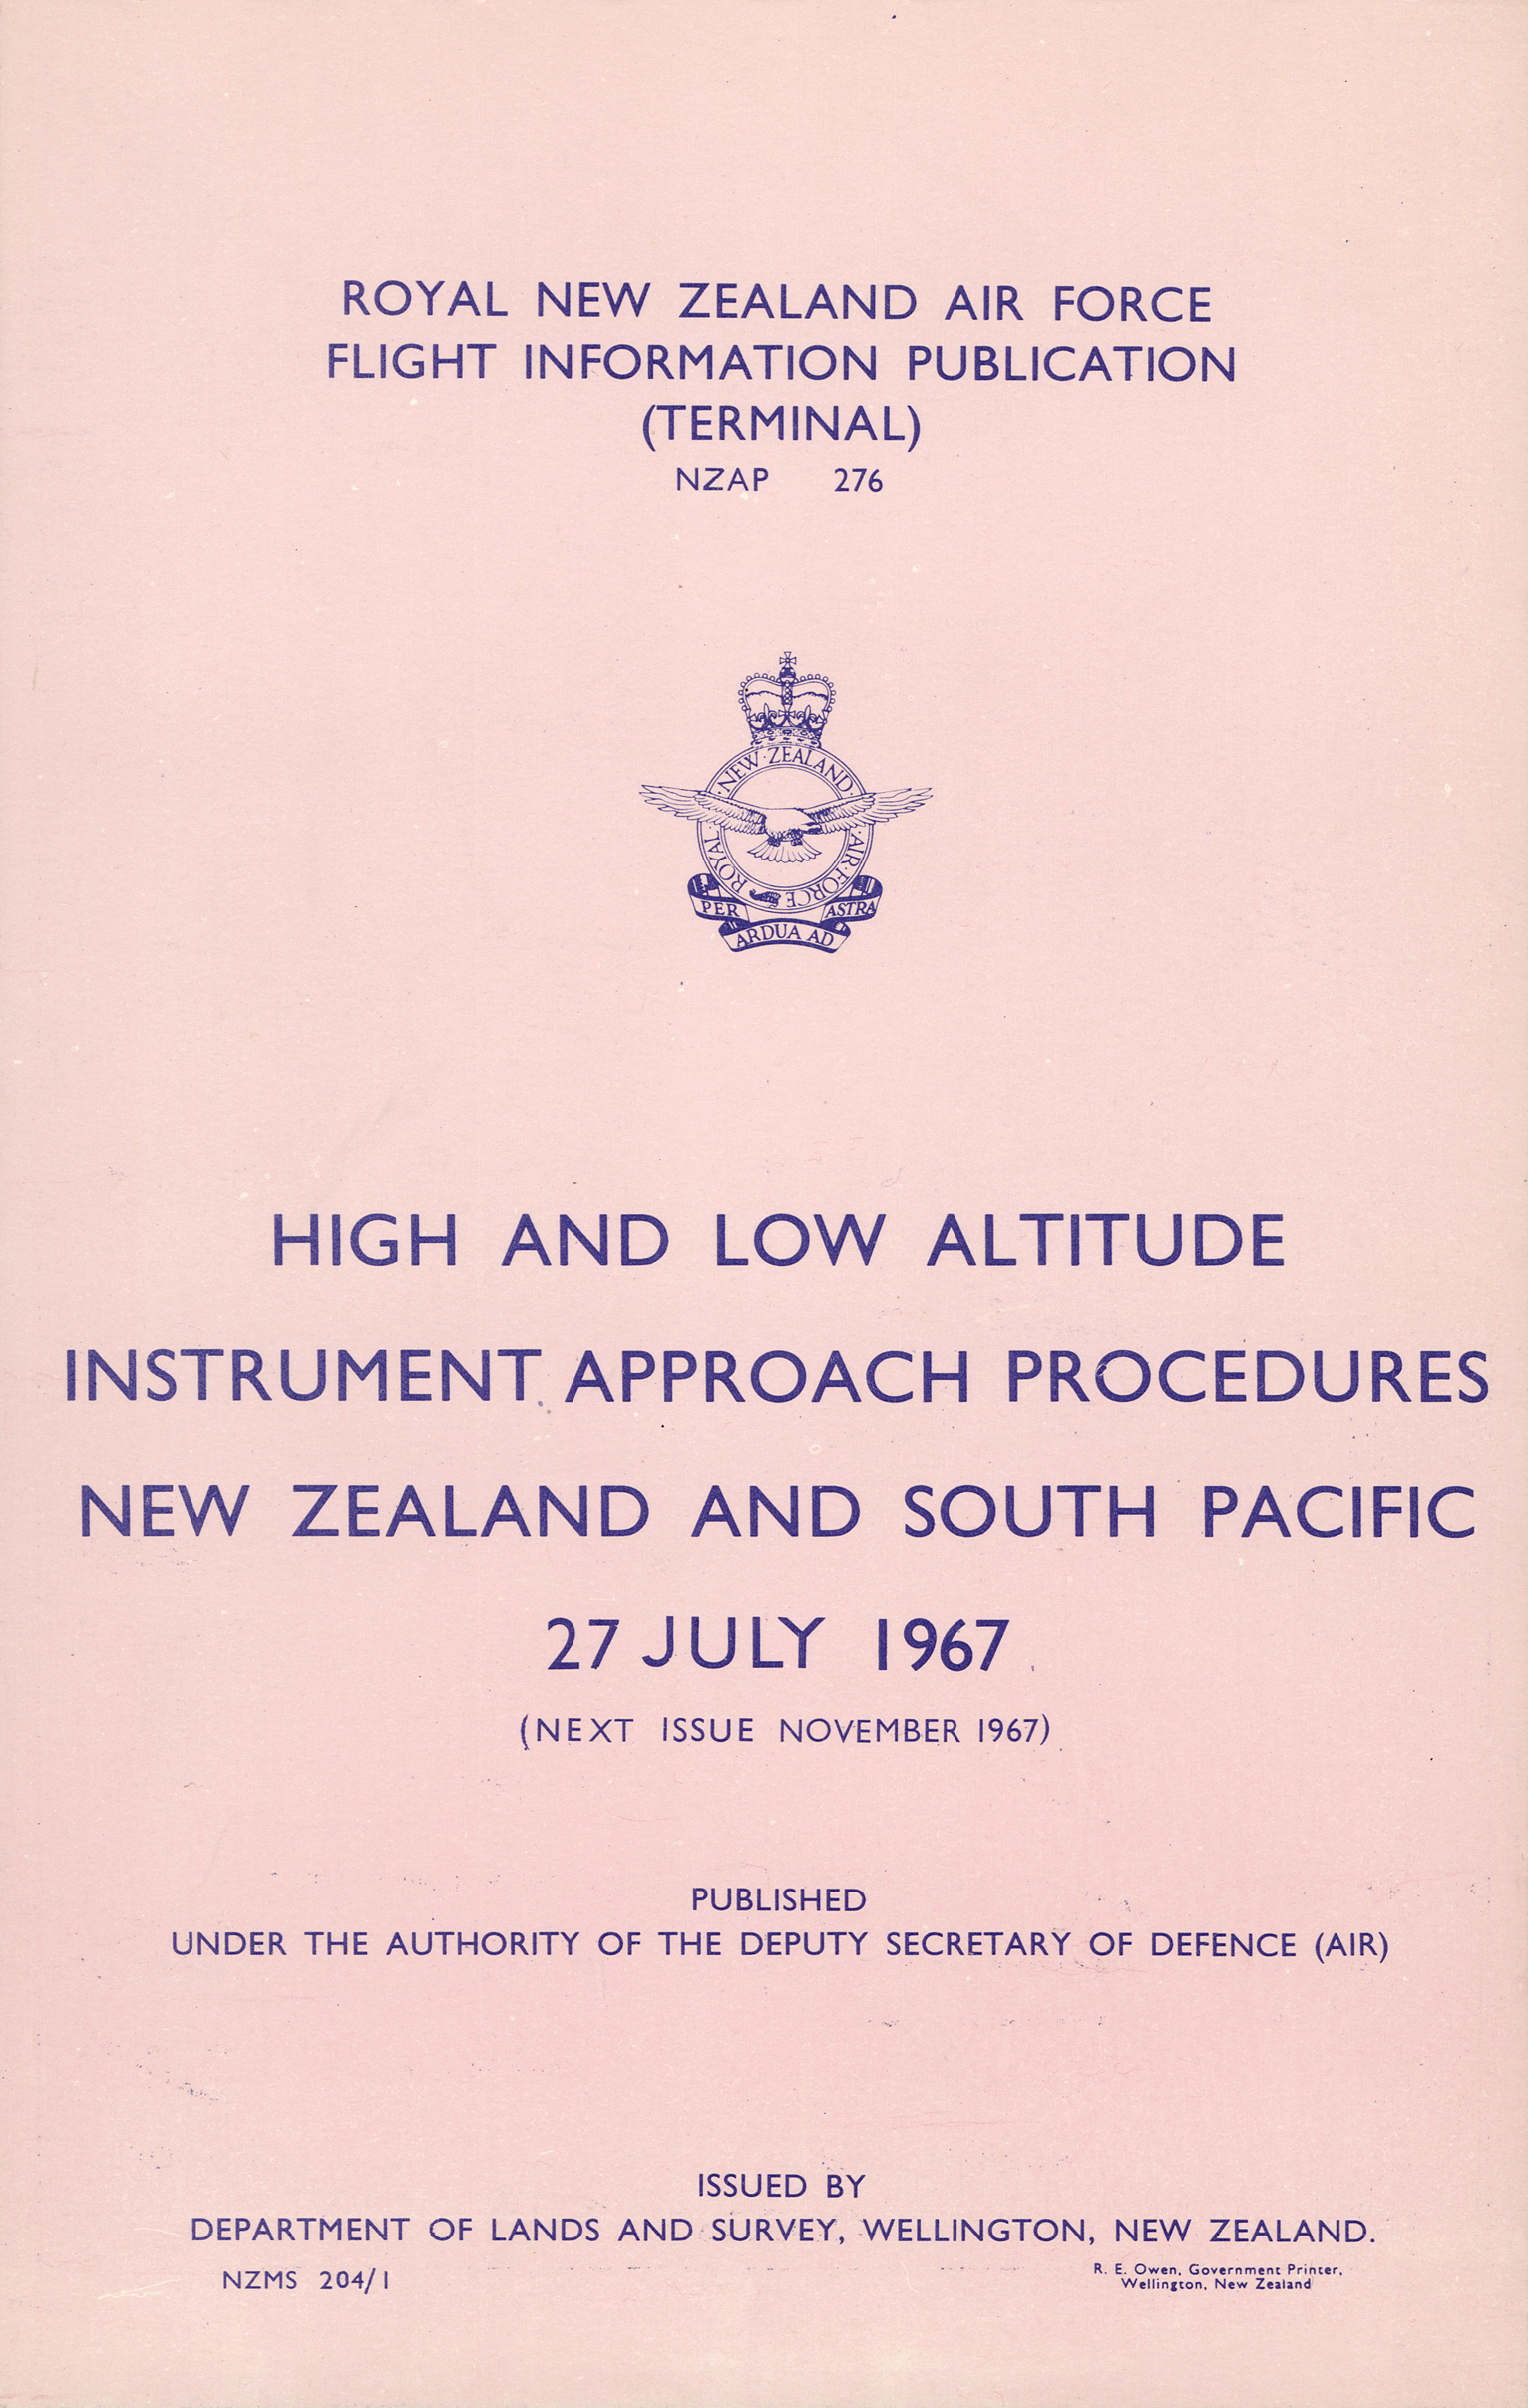 ROYAL NEW ZEALAND AIR FORCE
FLIGHT INFORMATION PUBLICATION
(TERMINAL)
NZAP 276
ROYAL · NEW · ZEALAND · AIR · FORCE
PER ARDUA AD ASTRA
HIGH AND LOW ALTITUDE
INSTRUMENT APPROACH PROCEDURES
NEW ZEALAND AND SOUTH PACIFIC
27 JULY 1967
(NEXT ISSUE NOVEMBER 1967)
PUBLISHED
UNDER THE AUTHORITY OF THE DEPUTY SECRETARY OF DEFENCE (AIR)
ISSUED BY
DEPARTMENT OF LANDS AND SURVEY, WELLINGTON, NEW ZEALAND.
NZMS 204/1
R. E. Owen, Government Printer,
Wellington, New Zealand